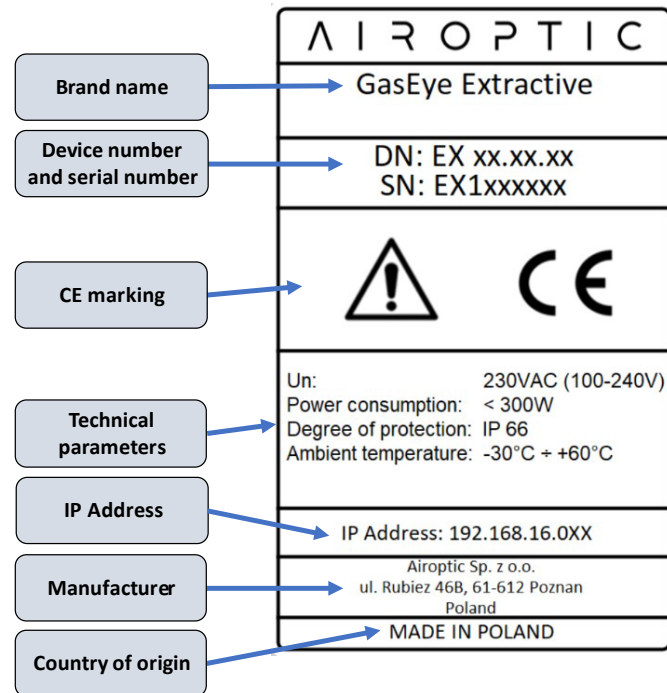 AIROPTIC
Brand name
GasEye Extractive
Device number
and serial number
DN: EX xx.xx.xx
SN: EX1xxxxxx
CE marking
CE
Technical
parameters
Un: 230VAC (100-240V)
Power consumption: < 300W
Degree of protection: IP 66
Ambient temperature: -30°C ÷ +60°C
IP Address
IP Address: 192.168.16.0XX
Manufacturer
Airoptic Sp. z o.o.
ul. Rubiez 46B, 61-612 Poznan
Poland
Country of origin
MADE IN POLAND